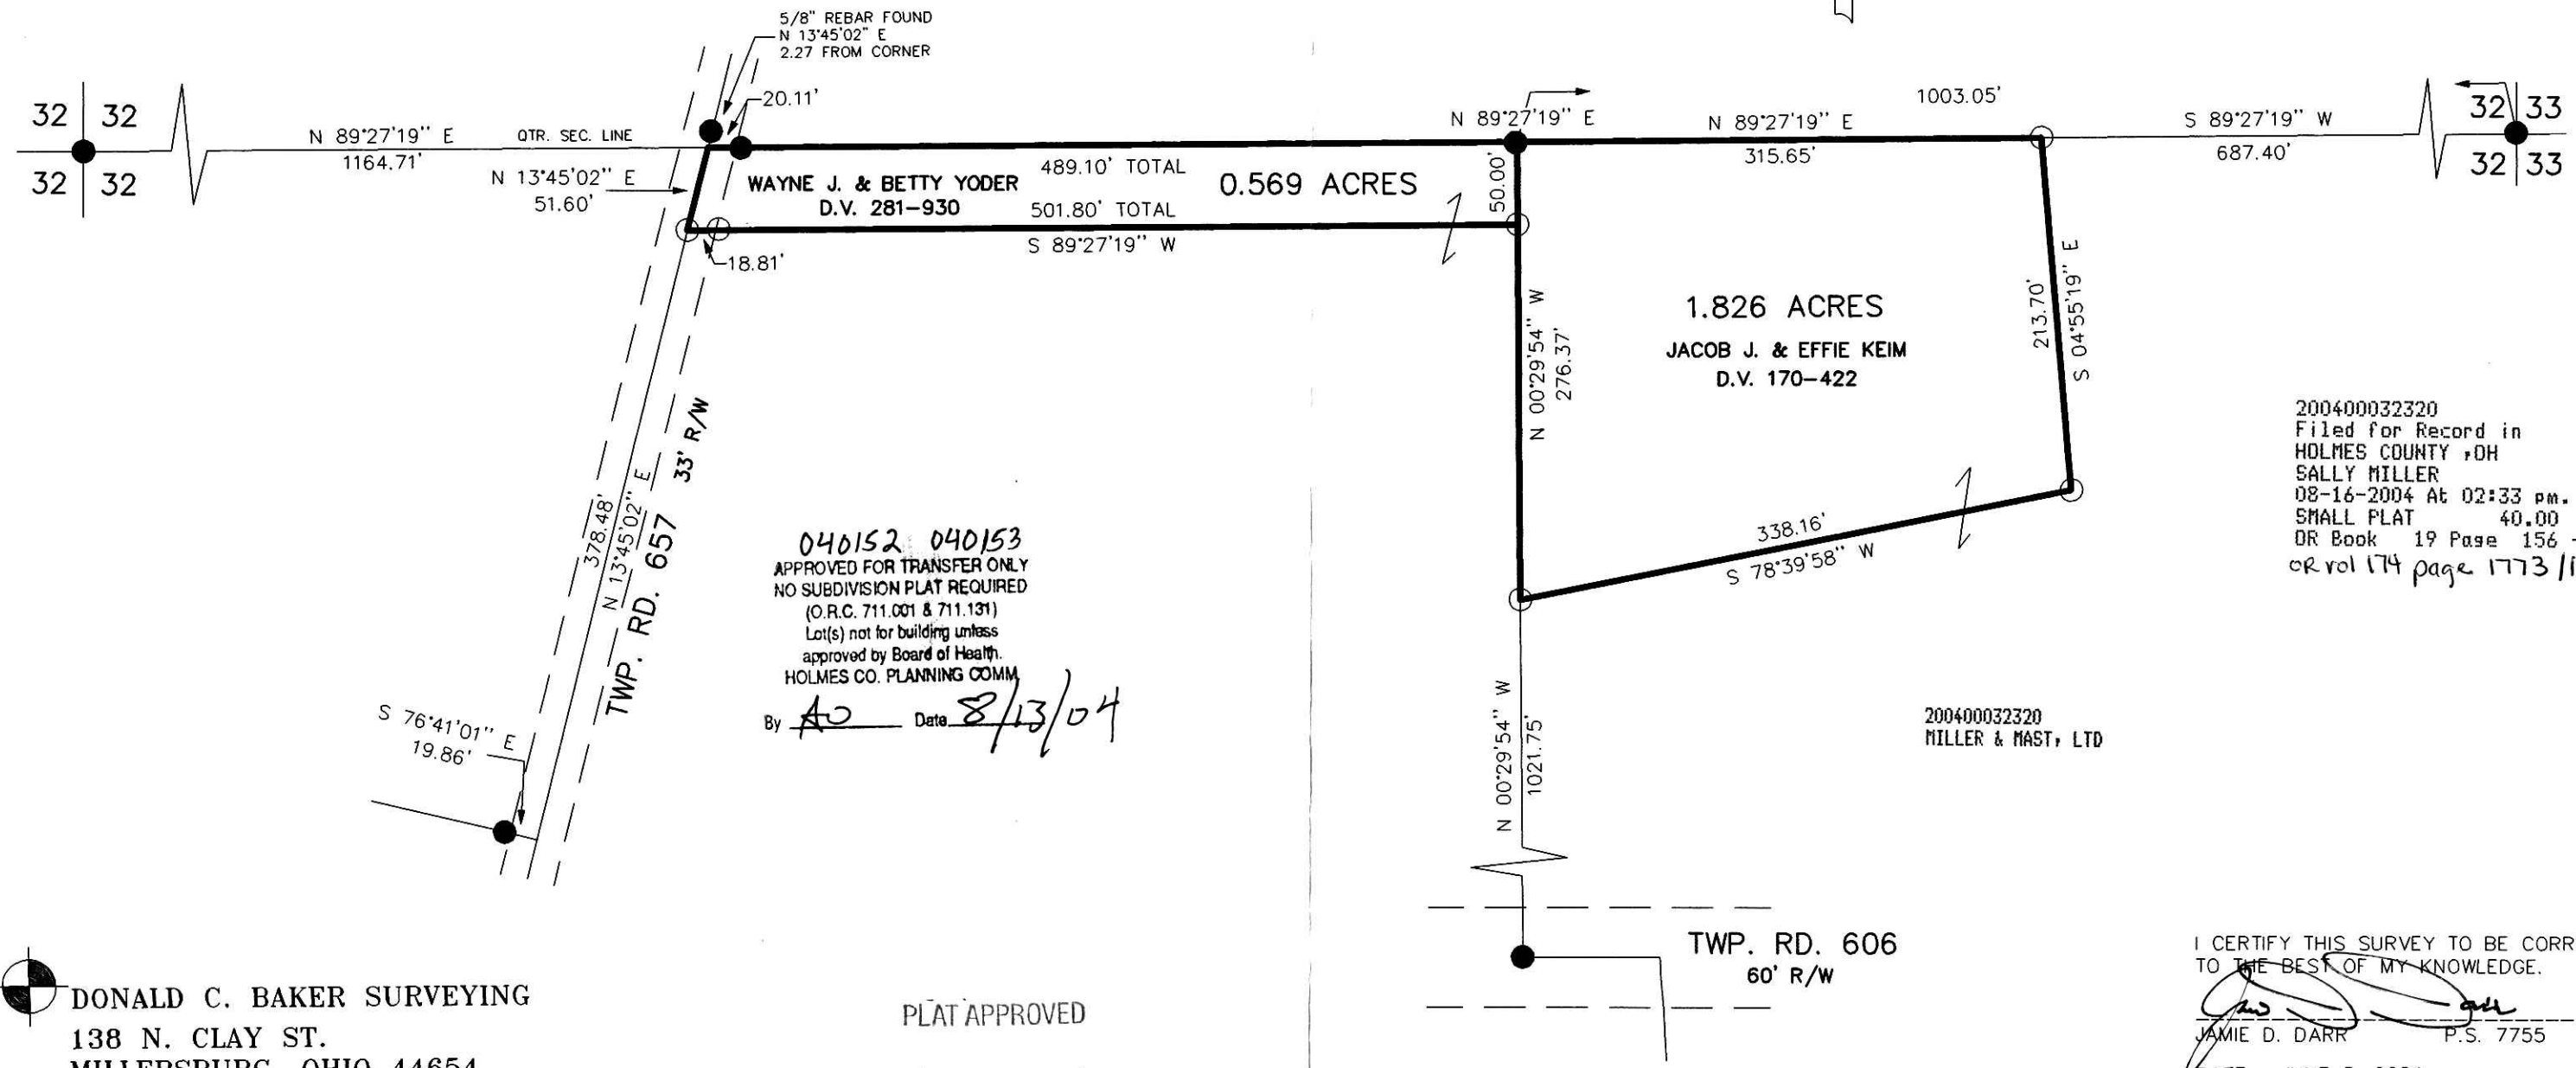 5/8" REBAR FOUND
N 13°45'02" E
2.27 FROM CORNER
20.11'
32 32
32 32
N 89°27'19" E
1164.71'
QTR. SEC. LINE
N 13°45'02" E
51.60'
WAYNE J. & BETTY YODER
D.V. 281-930
489.10' TOTAL
501.80' TOTAL
0.569 ACRES
S 89°27'19" W
18.81'
50.00'
N 89°27'19" E
N 89°27'19" E
315.65'
1003.05'
S 89°27'19" W
687.40'
32 33
32 33
N 00°29'54" W
276.37'
1.826 ACRES
JACOB J. & EFFIE KEIM
D.V. 170-422
213.70'
S 04°55'19" E
338.16'
S 78°39'58" W
200400032320
Filed for Record in
HOLMES COUNTY ,OH
SALLY MILLER
08-16-2004 At 02:33 pm.
SMALL PLAT 40.00
OR Book 19 Page 156 -
OR vol 174 page 1773
378.48'
N 13°45'02" E
TWP. RD. 657 33' R/W
040152 040153
APPROVED FOR TRANSFER ONLY
NO SUBDIVISION PLAT REQUIRED
(O.R.C. 711.001 & 711.131)
Lot(s) not for building unless
approved by Board of Health.
HOLMES CO. PLANNING COMM
By Date 8/13/04
S 76°41'01" E
19.86'
N 00°29'54" W
1021.75'
200400032320
MILLER & MAST, LTD
TWP. RD. 606
60' R/W
DONALD C. BAKER SURVEYING
138 N. CLAY ST.
MILLERSBURG, OHIO 44654
PLAT APPROVED
I CERTIFY THIS SURVEY TO BE CORR
TO THE BEST OF MY KNOWLEDGE.
JAMIE D. DARR P.S. 7755